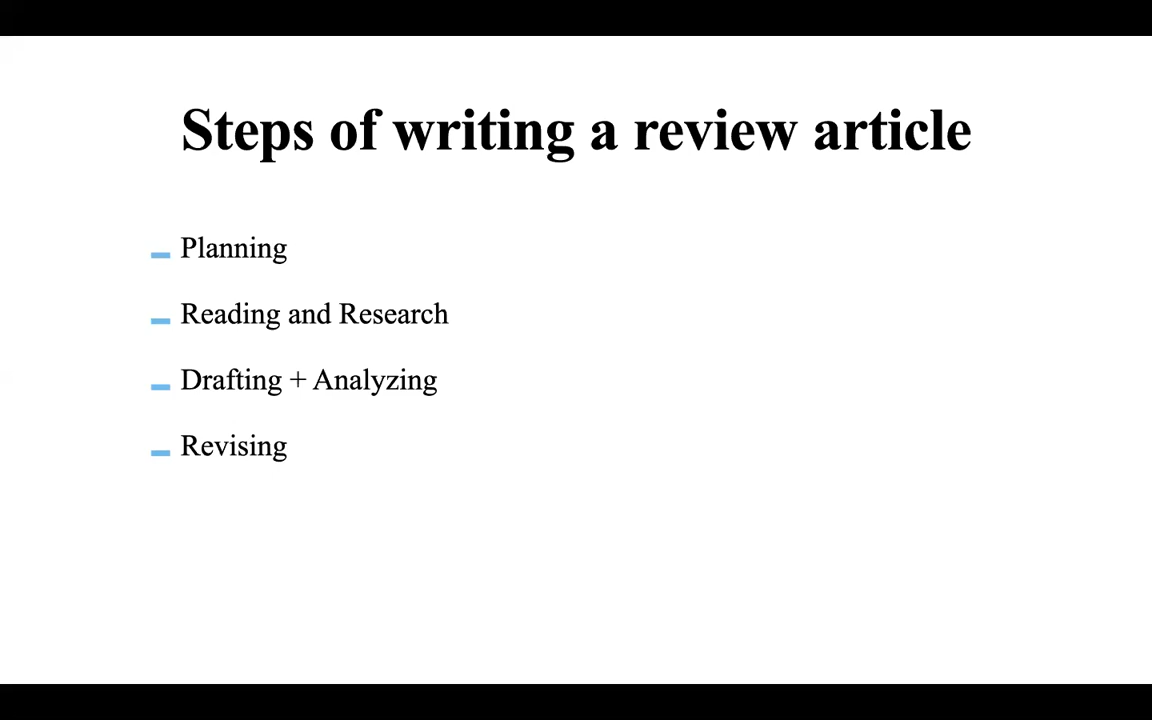 Steps of writing a review article
Planning
Reading and Research
Drafting + Analyzing
Revising